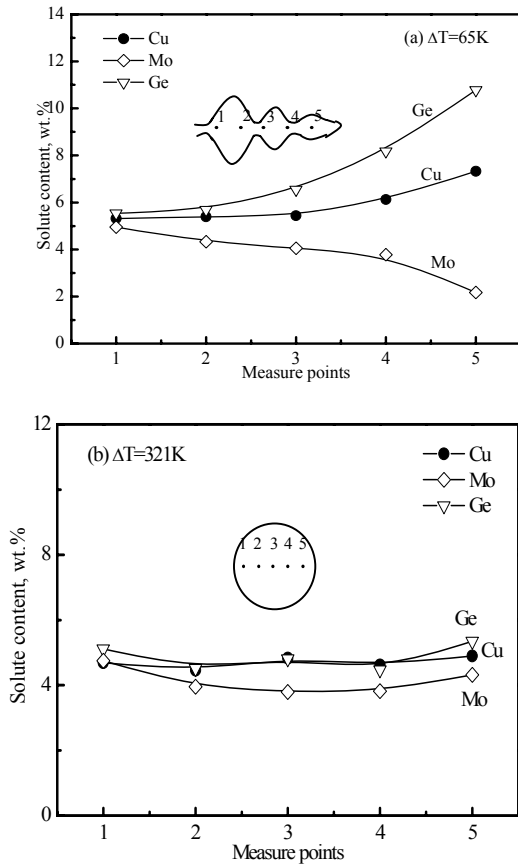 14
12
10
8
6
4
2
0
Solute content, wt.%
Cu
Mo
Ge
(a) ΔT=65K
1 2 3 4 5
Ge
Cu
Mo
1 2 3 4 5
Measure points
12
8
4
0
Solute content, wt.%
(b) ΔT=321K
Cu
Mo
Ge
1 2 3 4 5
Ge
Cu
Mo
1 2 3 4 5
Measure points